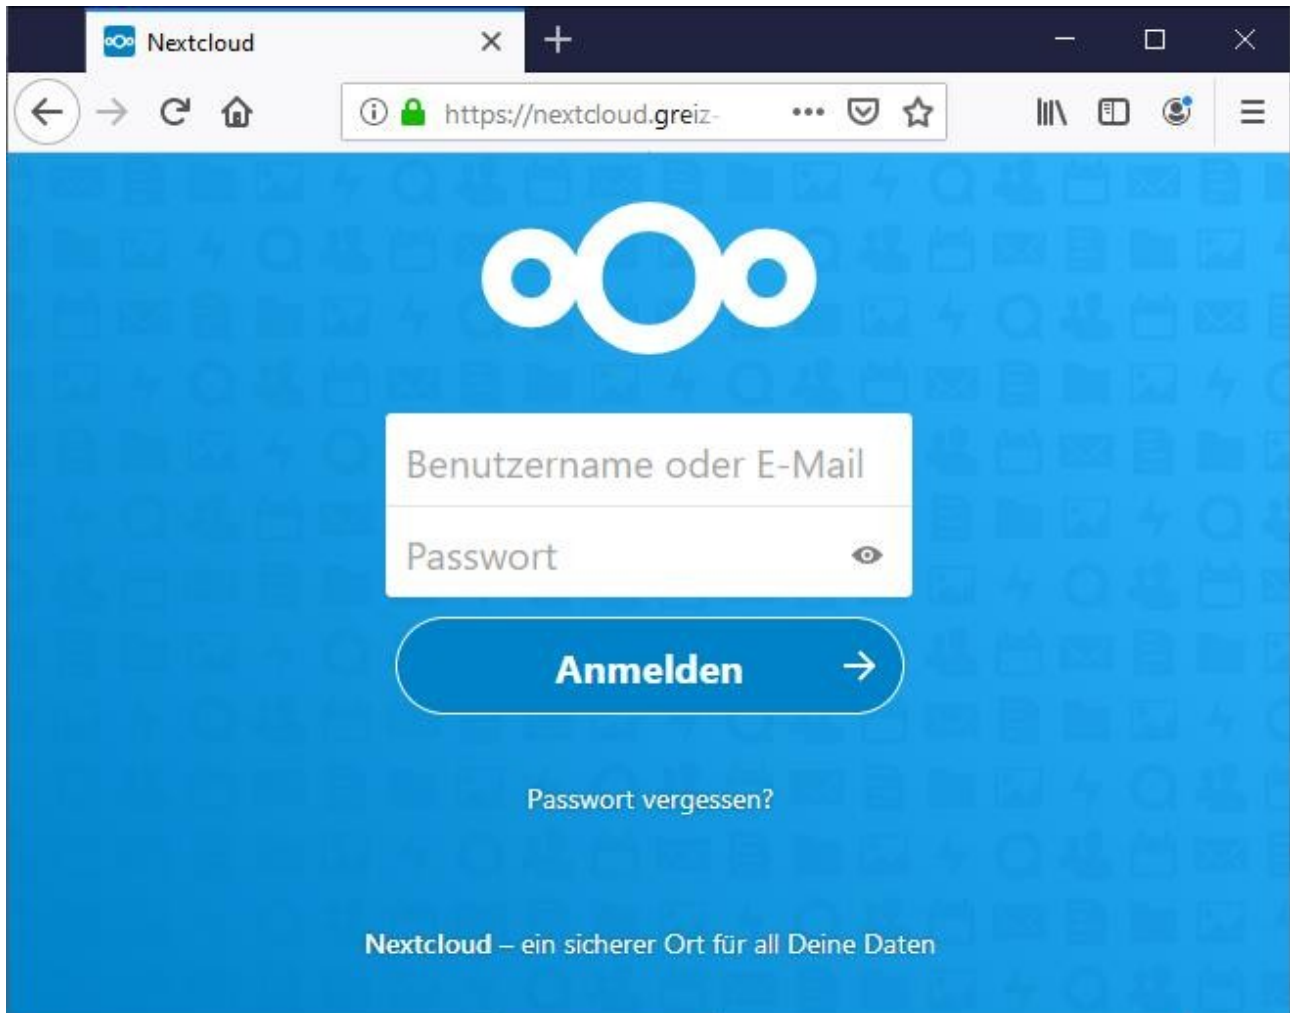 Nextcloud
https://nextcloud.greiz-
Benutzername oder E-Mail
Passwort
Anmelden
Passwort vergessen?
Nextcloud – ein sicherer Ort für all Deine Daten